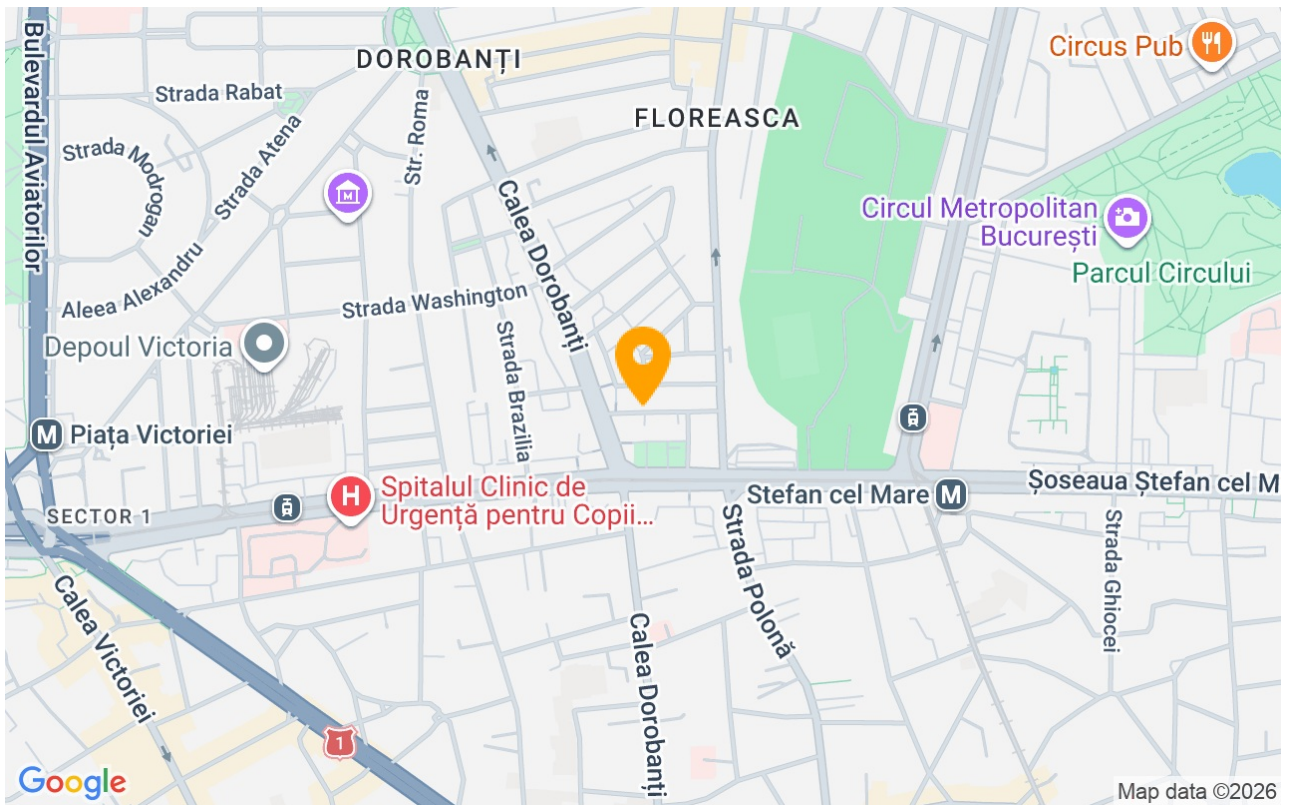 DOROBANȚI
Circus Pub
Bulevardul Aviatorilor
Strada Rabat
Str. Roma
FLOREASCA
Strada Modrogan
Strada Atena
M
Calea Dorobanți
Circul Metropolitan
București
Parcul Circului
Aleea Alexandru
Strada Washington
Depoul Victoria
Strada Brazilia
M Piața Victoriei
H Spitalul Clinic de
Urgență pentru Copii...
Ștefan cel Mare M
Șoseaua Ștefan cel M
SECTOR 1
Strada Polonă
Strada Ghiocei
Calea Victoriei
Calea Dorobanți
1
Google
Map data ©2026